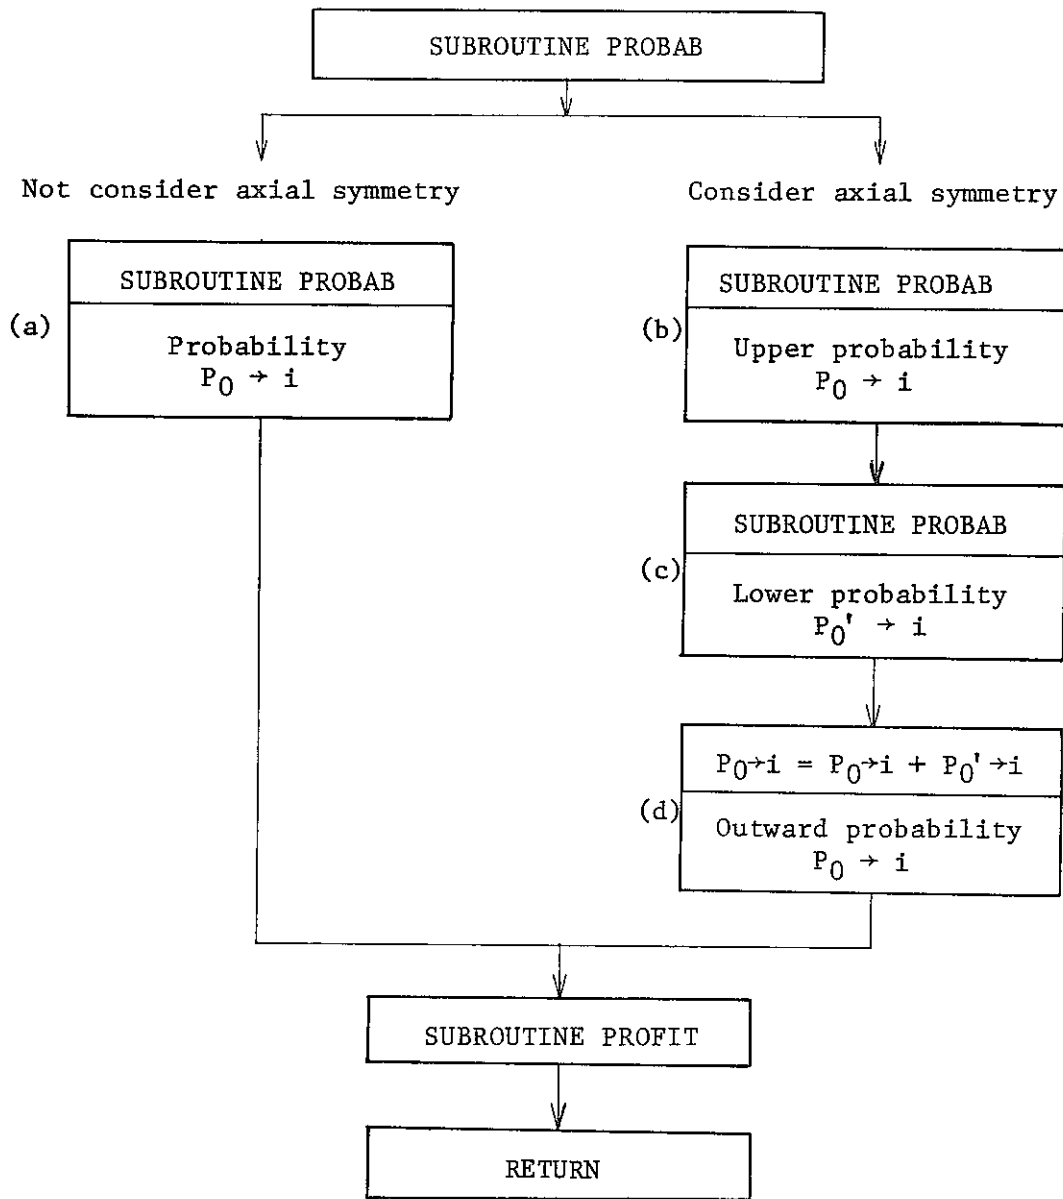 SUBROUTINE PROBAB
Not consider axial symmetry
Consider axial symmetry
SUBROUTINE PROBAB
(a)
Probability
P0 → i
SUBROUTINE PROBAB
(b)
Upper probability
P0 → i
SUBROUTINE PROBAB
(c)
Lower probability
P0' → i
P0→i = P0→i + P0'→i
(d)
Outward probability
P0 → i
SUBROUTINE PROFIT
RETURN